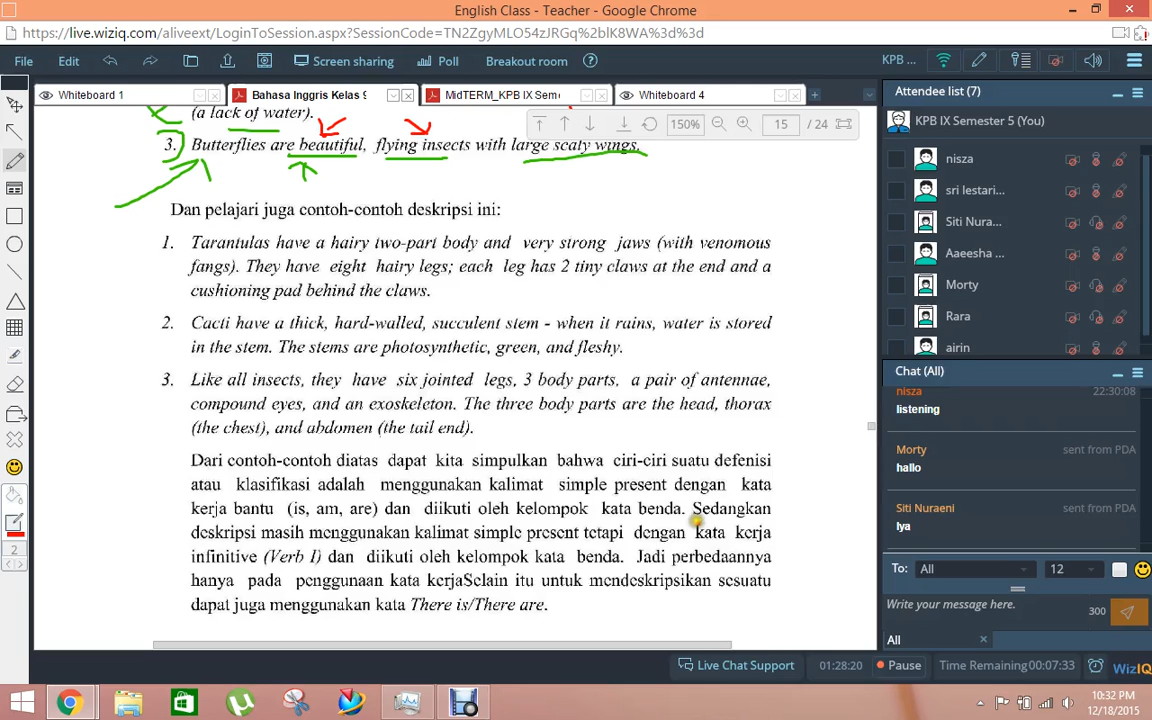 English Class - Teacher - Google Chrome
https://live.wiziq.com/aliveext/LoginToSession.aspx?SessionCode=TN2ZgyMLO54zJRGq%2blK8WA%3d%3d
File Edit Screen sharing Poll Breakout room KPB ...
Whiteboard 1 Bahasa Inggris Kelas 9 MidTERM_KPB IX Sem Whiteboard 4
Attendee list (7)
KPB IX Semester 5 (You)
nisza
sri lestari...
Siti Nura...
Aaeesha ...
Morty
Rara
airin
150% 15 / 24
(a lack of water).
3. Butterflies are beautiful, flying insects with large scaly wings.
Dan pelajari juga contoh-contoh deskripsi ini:
1. Tarantulas have a hairy two-part body and very strong jaws (with venomous
fangs). They have eight hairy legs; each leg has 2 tiny claws at the end and a
cushioning pad behind the claws.
2. Cacti have a thick, hard-walled, succulent stem - when it rains, water is stored
in the stem. The stems are photosynthetic, green, and fleshy.
3. Like all insects, they have six jointed legs, 3 body parts, a pair of antennae,
compound eyes, and an exoskeleton. The three body parts are the head, thorax
(the chest), and abdomen (the tail end).
Dari contoh-contoh diatas dapat kita simpulkan bahwa ciri-ciri suatu defenisi
atau klasifikasi adalah menggunakan kalimat simple present dengan kata
kerja bantu (is, am, are) dan diikuti oleh kelompok kata benda. Sedangkan
deskripsi masih menggunakan kalimat simple present tetapi dengan kata kerja
infinitive (Verb I) dan diikuti oleh kelompok kata benda. Jadi perbedaannya
hanya pada penggunaan kata kerjaSelain itu untuk mendeskripsikan sesuatu
dapat juga menggunakan kata There is/There are.
2
Chat (All)
nisza 22:30:08
listening
Morty sent from PDA
hallo
Siti Nuraeni sent from PDA
Iya
To: All 12
Write your message here. 300
All
Live Chat Support 01:28:20 Pause Time Remaining 00:07:33 WizIQ
10:32 PM
12/18/2015